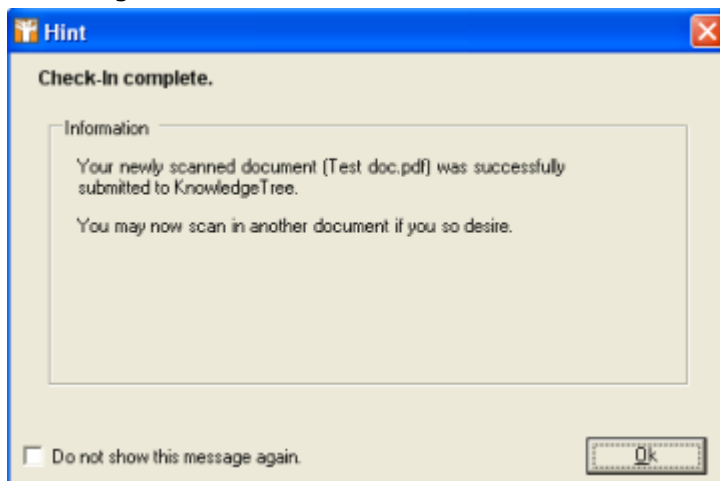 Hint
Check-In complete.
Information
Your newly scanned document (Test doc.pdf) was successfully
submitted to KnowledgeTree.
You may now scan in another document if you so desire.
Do not show this message again.
Ok